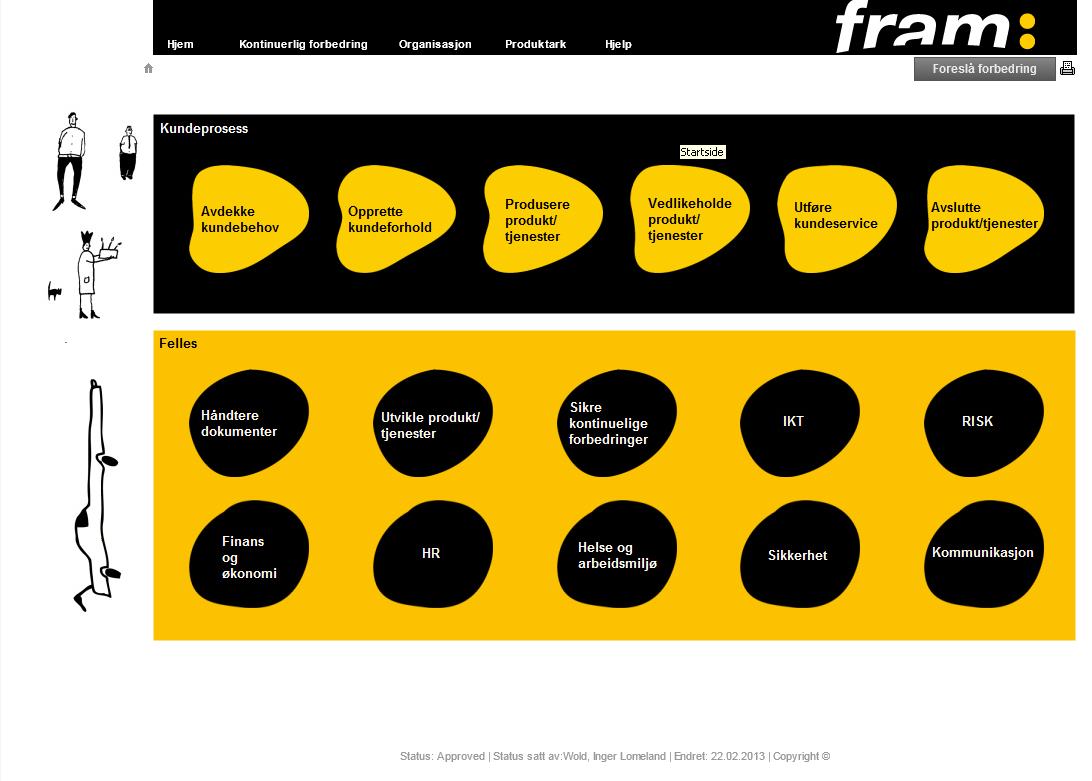 fram:
Hjem Kontinuerlig forbedring Organisasjon Produktark Hjelp
Foreslå forbedring
Kundeprosess
Startside
Avdekke
kundebehov
Opprette
kundeforhold
Produsere
produkt/
tjenester
Vedlikeholde
produkt/
tjenester
Utføre
kundeservice
Avslutte
produkt/tjenester
Felles
Håndtere
dokumenter
Utvikle produkt/
tjenester
Sikre
kontinuelige
forbedringer
IKT
RISK
Finans
og
økonomi
HR
Helse og
arbeidsmiljø
Sikkerhet
Kommunikasjon
Status: Approved | Status satt av:Wold, Inger Lomeland | Endret: 22.02.2013 | Copyright ©